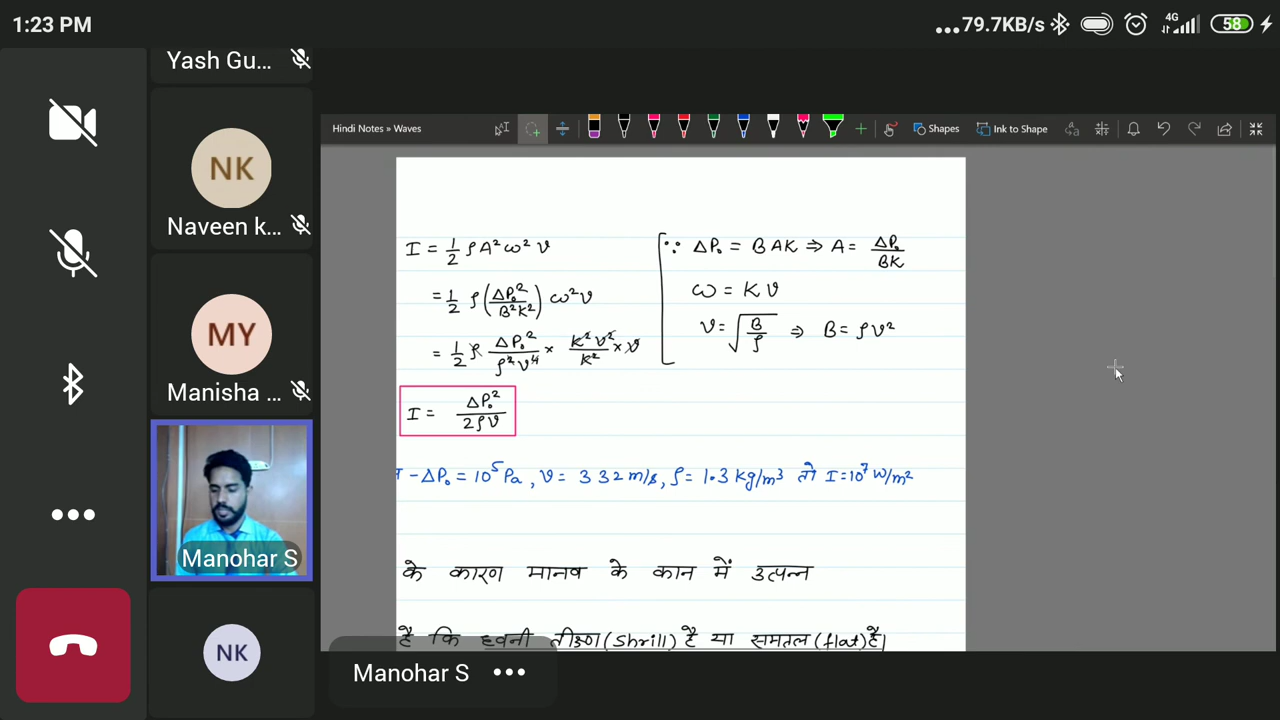 1:23 PM
...79.7KB/s 4G 58
Yash Gu...
NK
Naveen k...
MY
Manisha ...
Manohar S
NK
Hindi Notes » Waves
Shapes
Ink to Shape
I = 1/2 ρA²ω²v
= 1/2 ρ(ΔP₀²/B²K²) ω²v
= 1/2 ρ ΔP₀²/ρ²v⁴ × K²v²/K² × v
I = ΔP₀²/2ρv
∵ ΔP₀ = BAK ⇒ A = ΔP₀/BK
ω = Kv
v = √(B/ρ) ⇒ B = ρv²
- ΔP₀ = 10⁵ Pa, v = 332 m/s, ρ = 1.3 kg/m³ तो I = 10⁷ W/m²
के कारण मानव के कान में उत्पन्न
है कि ध्वनी तीक्ष्ण (Shrill) है या समतल (flat) है।
Manohar S